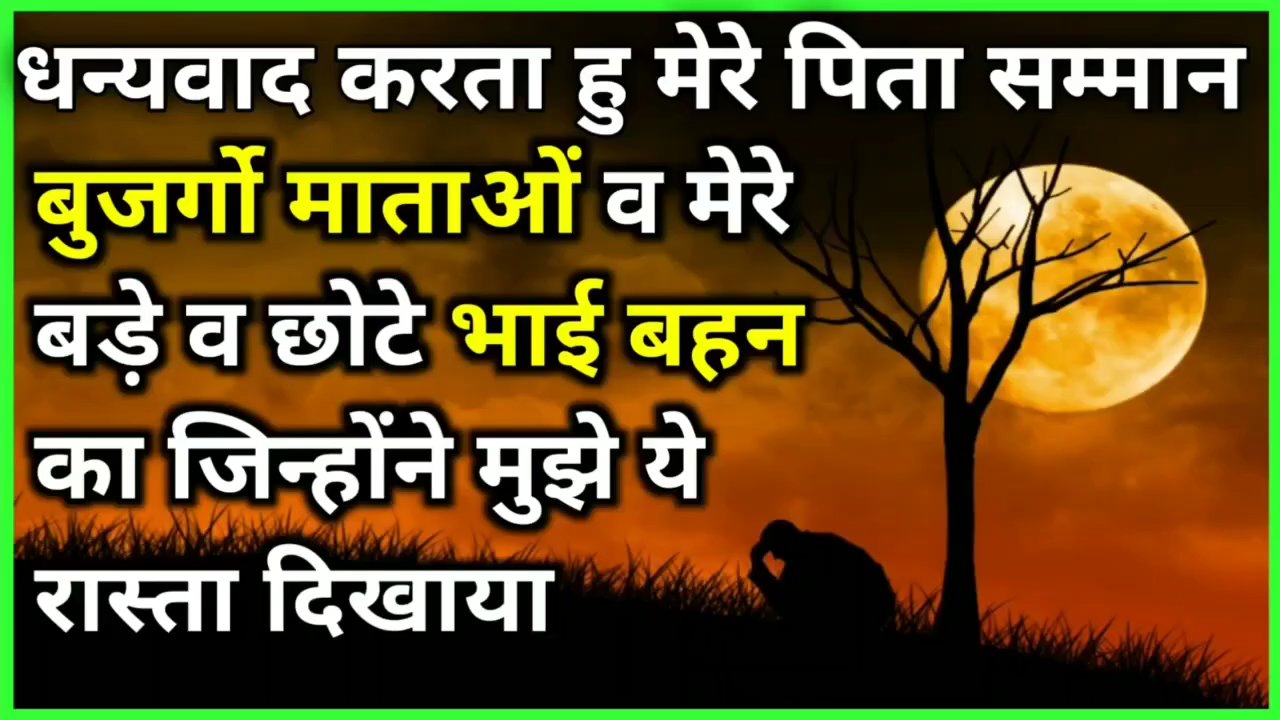 धन्यवाद करता हु मेरे पिता सम्मान
बुजर्गो माताओं व मेरे
बड़े व छोटे भाई बहन
का जिन्होंने मुझे ये
रास्ता दिखाया